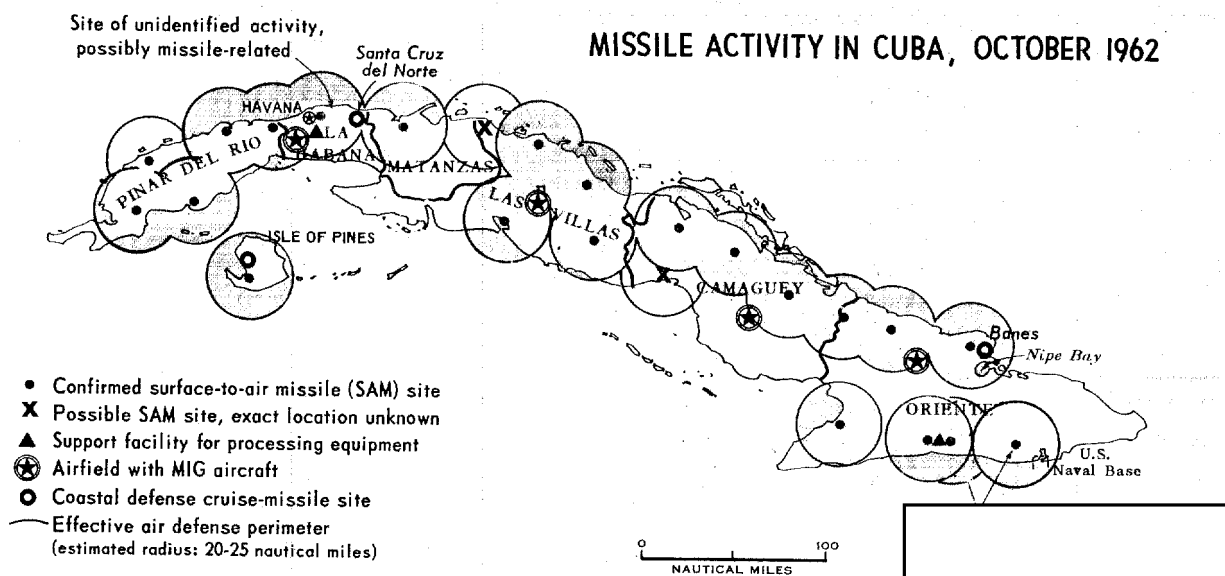 MISSILE ACTIVITY IN CUBA, OCTOBER 1962
Site of unidentified activity,
possibly missile-related
Santa Cruz
del Norte
HAVANA
LA
HABANA
PINAR DEL RIO
MATANZAS
ISLE OF PINES
LAS VILLAS
CAMAGUEY
Banes
Nipe Bay
ORIENTE
U.S.
Naval Base
Confirmed surface-to-air missile (SAM) site
X Possible SAM site, exact location unknown
Support facility for processing equipment
Airfield with MIG aircraft
Coastal defense cruise-missile site
Effective air defense perimeter
(estimated radius: 20-25 nautical miles)
0 100
NAUTICAL MILES